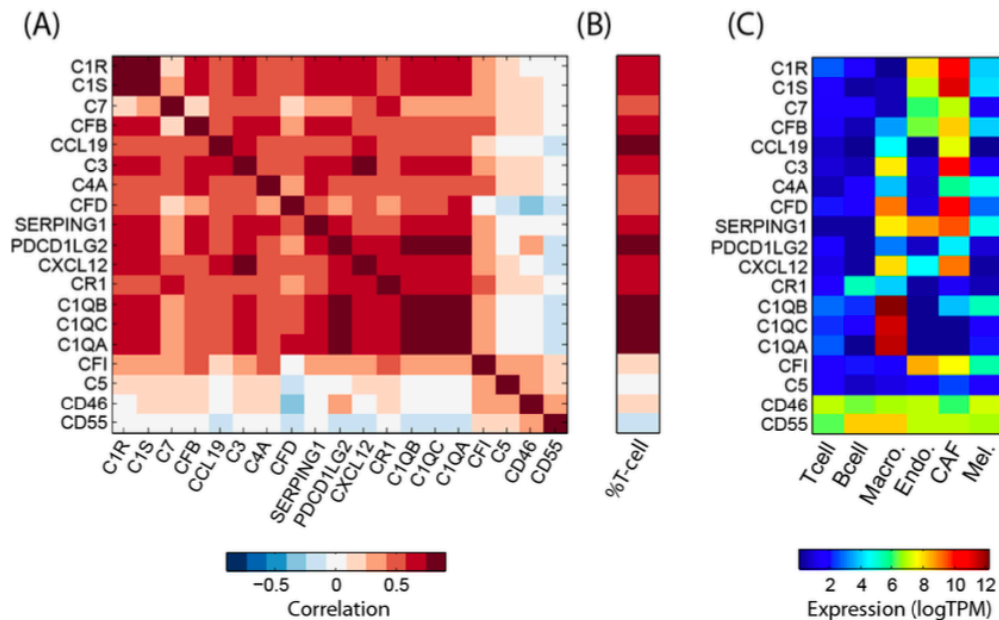 (A)
(B)
(C)
C1R
C1S
C7
CFB
CCL19
C3
C4A
CFD
SERPING1
PDCD1LG2
CXCL12
CR1
C1QB
C1QC
C1QA
CFI
C5
CD46
CD55
C1R
C1S
C7
CFB
CCL19
C3
C4A
CFD
SERPING1
PDCD1LG2
CXCL12
CR1
C1QB
C1QC
C1QA
CFI
C5
CD46
CD55
−0.5 0 0.5
Correlation
%T-cell
C1R
C1S
C7
CFB
CCL19
C3
C4A
CFD
SERPING1
PDCD1LG2
CXCL12
CR1
C1QB
C1QC
C1QA
CFI
C5
CD46
CD55
Tcell
Bcell
Macro.
Endo.
CAF
Mel.
2 4 6 8 10 12
Expression (logTPM)